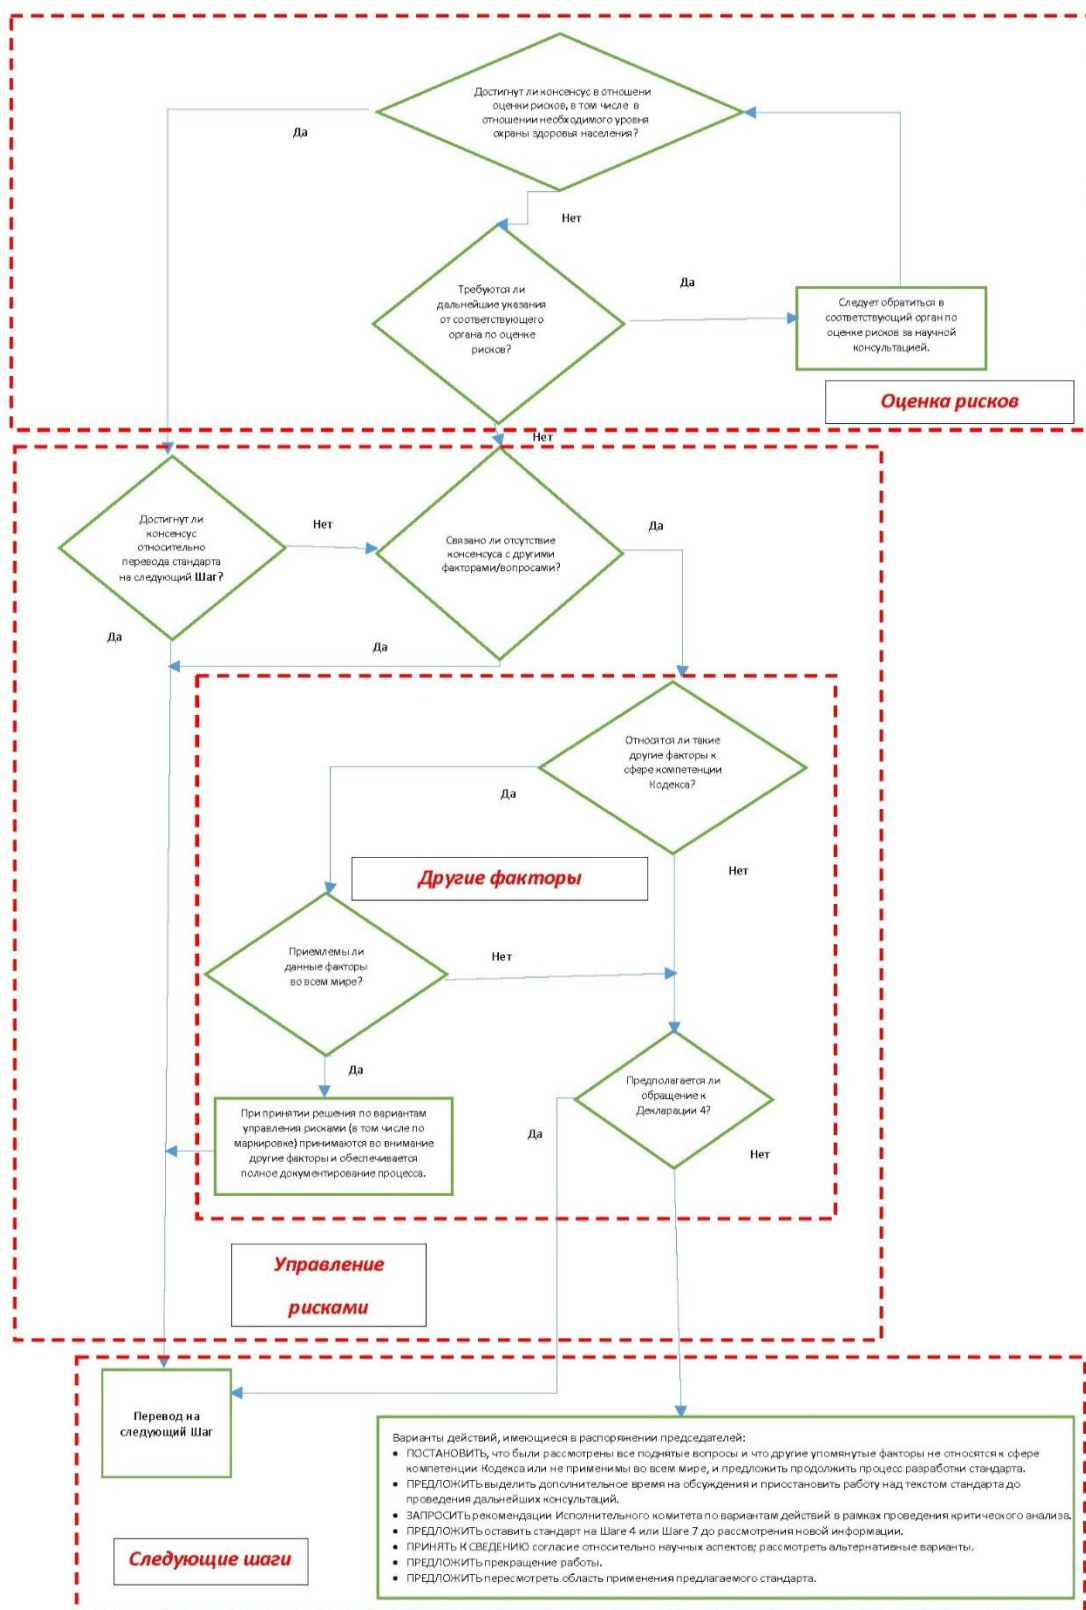 Достигнут ли консенсус в отношени
оценки рисков, в том числе в
отношении необходимого уровня
охраны здоровья населения?
Да
Нет
Требуются ли
дальнейшие указания
от соответствующего
органа по оценке
рисков?
Да
Следует обратиться в
соответствующий орган по
оценке рисков за научной
консультацией.
Оценка рисков
Нет
Достигнут ли
консенсус
относительно
перевода стандарта
на следующий Шаг?
Нет
Связано ли отсутствие
консенсуса с другими
факторами/вопросами?
Да
Да
Да
Относятся ли такие
другие факторы к
сфере компетенции
Кодекса?
Да
Нет
Другие факторы
Приемлемы ли
данные факторы
во всем мире?
Нет
Да
Предполагается ли
обращение к
Декларации 4?
Да
Нет
При принятии решения по вариантам
управления рисками (в том числе по
маркировке) принимаются во внимание
другие факторы и обеспечивается
полное документирование процесса.
Управление
рисками
Перевод на
следующий Шаг
Варианты действий, имеющиеся в распоряжении председателей:
• ПОСТАНОВИТЬ, что были рассмотрены все поднятые вопросы и что другие упомянутые факторы не относятся к сфере
компетенции Кодекса или не применимы во всем мире, и предложить продолжить процесс разработки стандарта.
• ПРЕДЛОЖИТЬ выделить дополнительное время на обсуждения и приостановить работу над текстом стандарта до
проведения дальнейших консультаций.
• ЗАПРОСИТЬ рекомендации Исполнительного комитета по вариантам действий в рамках проведения критического анализа.
• ПРЕДЛОЖИТЬ оставить стандарт на Шаге 4 или Шаге 7 до рассмотрения новой информации.
• ПРИНЯТЬ К СВЕДЕНИЮ согласие относительно научных аспектов; рассмотреть альтернативные варианты.
• ПРЕДЛОЖИТЬ прекращение работы.
• ПРЕДЛОЖИТЬ пересмотреть область применения предлагаемого стандарта.
Следующие шаги